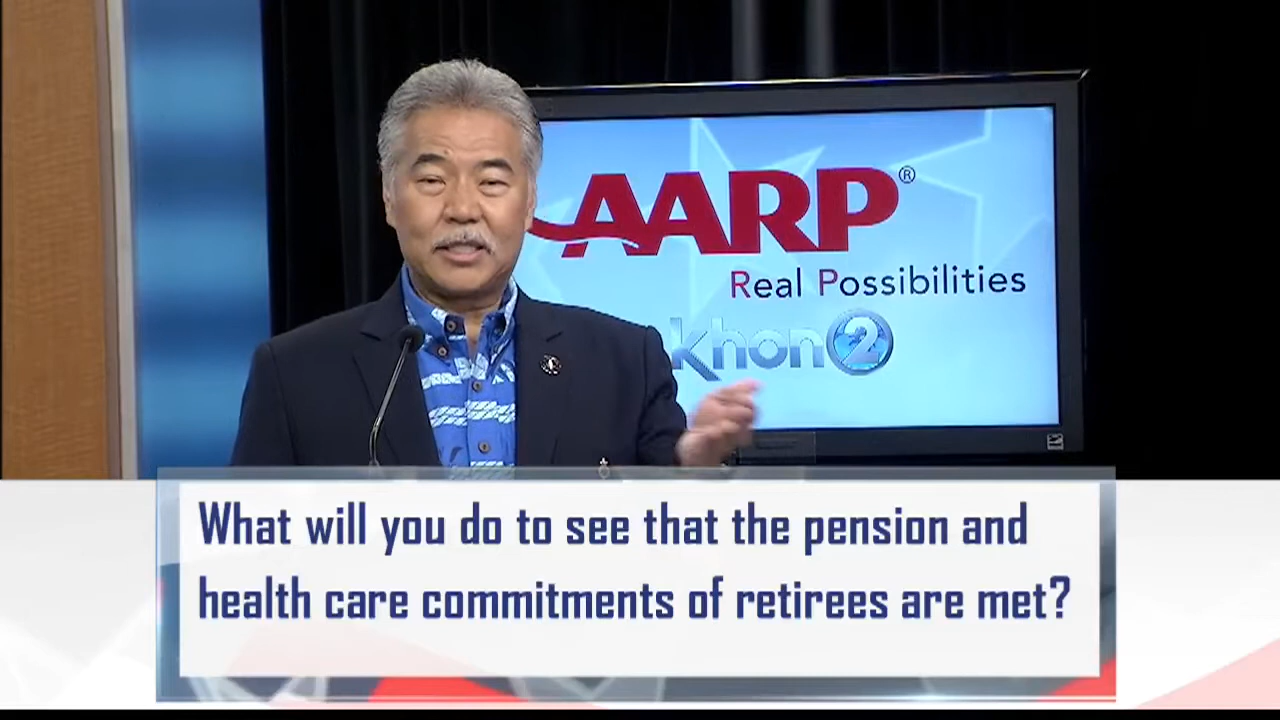 AARP®
Real Possibilities
khon2
What will you do to see that the pension and
health care commitments of retirees are met?